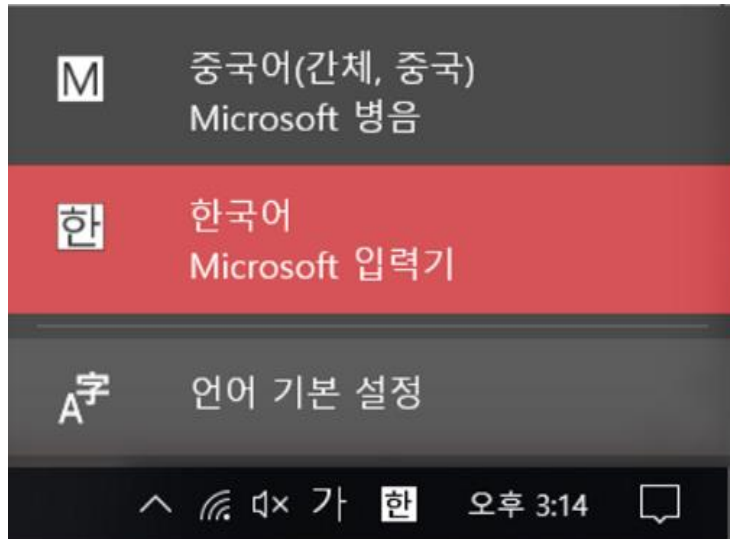 M
중국어(간체, 중국)
Microsoft 병음
한
한국어
Microsoft 입력기
A字
언어 기본 설정
가 한 오후 3:14